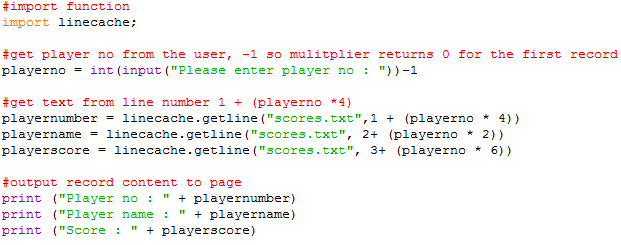 #import function
import linecache;
#get player no from the user, -1 so mulitplier returns 0 for the first record
playerno = int(input("Please enter player no : "))-1
#get text from line number 1 + (playerno *4)
playernumber = linecache.getline("scores.txt",1 + (playerno * 4))
playername = linecache.getline("scores.txt", 2+ (playerno * 2))
playerscore = linecache.getline("scores.txt", 3+ (playerno * 6))
#output record content to page
print ("Player no : " + playernumber)
print ("Player name : " + playername)
print ("Score : " + playerscore)